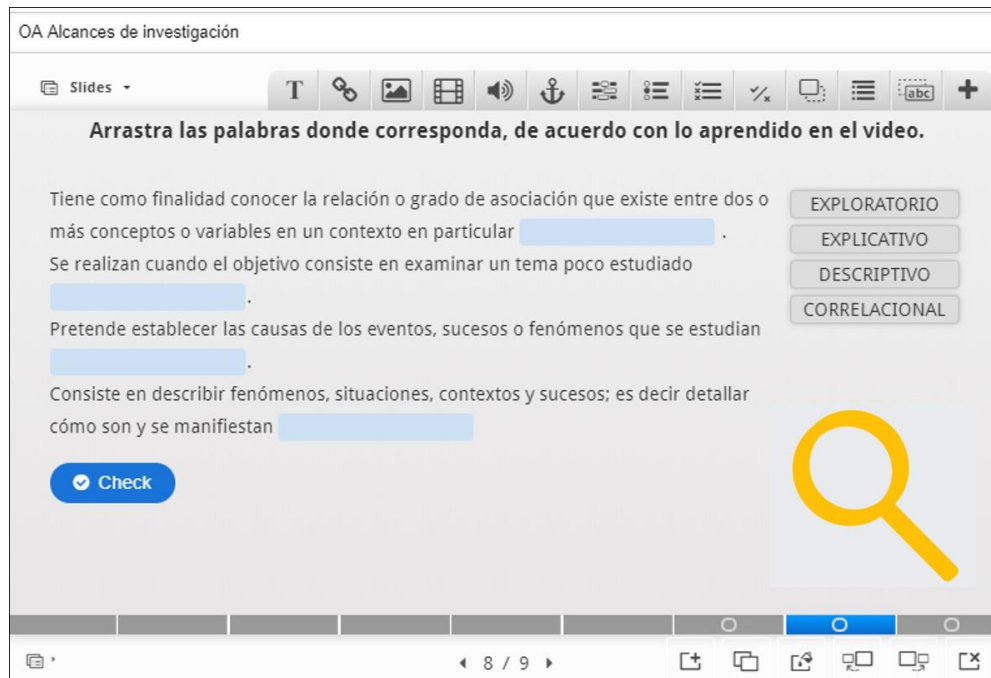 OA Alcances de investigación
Slides
T
abc
Arrastra las palabras donde corresponda, de acuerdo con lo aprendido en el video.
Tiene como finalidad conocer la relación o grado de asociación que existe entre dos o
más conceptos o variables en un contexto en particular .
Se realizan cuando el objetivo consiste en examinar un tema poco estudiado
.
Pretende establecer las causas de los eventos, sucesos o fenómenos que se estudian
.
Consiste en describir fenómenos, situaciones, contextos y sucesos; es decir detallar
cómo son y se manifiestan
EXPLORATORIO
EXPLICATIVO
DESCRIPTIVO
CORRELACIONAL
Check
8 / 9